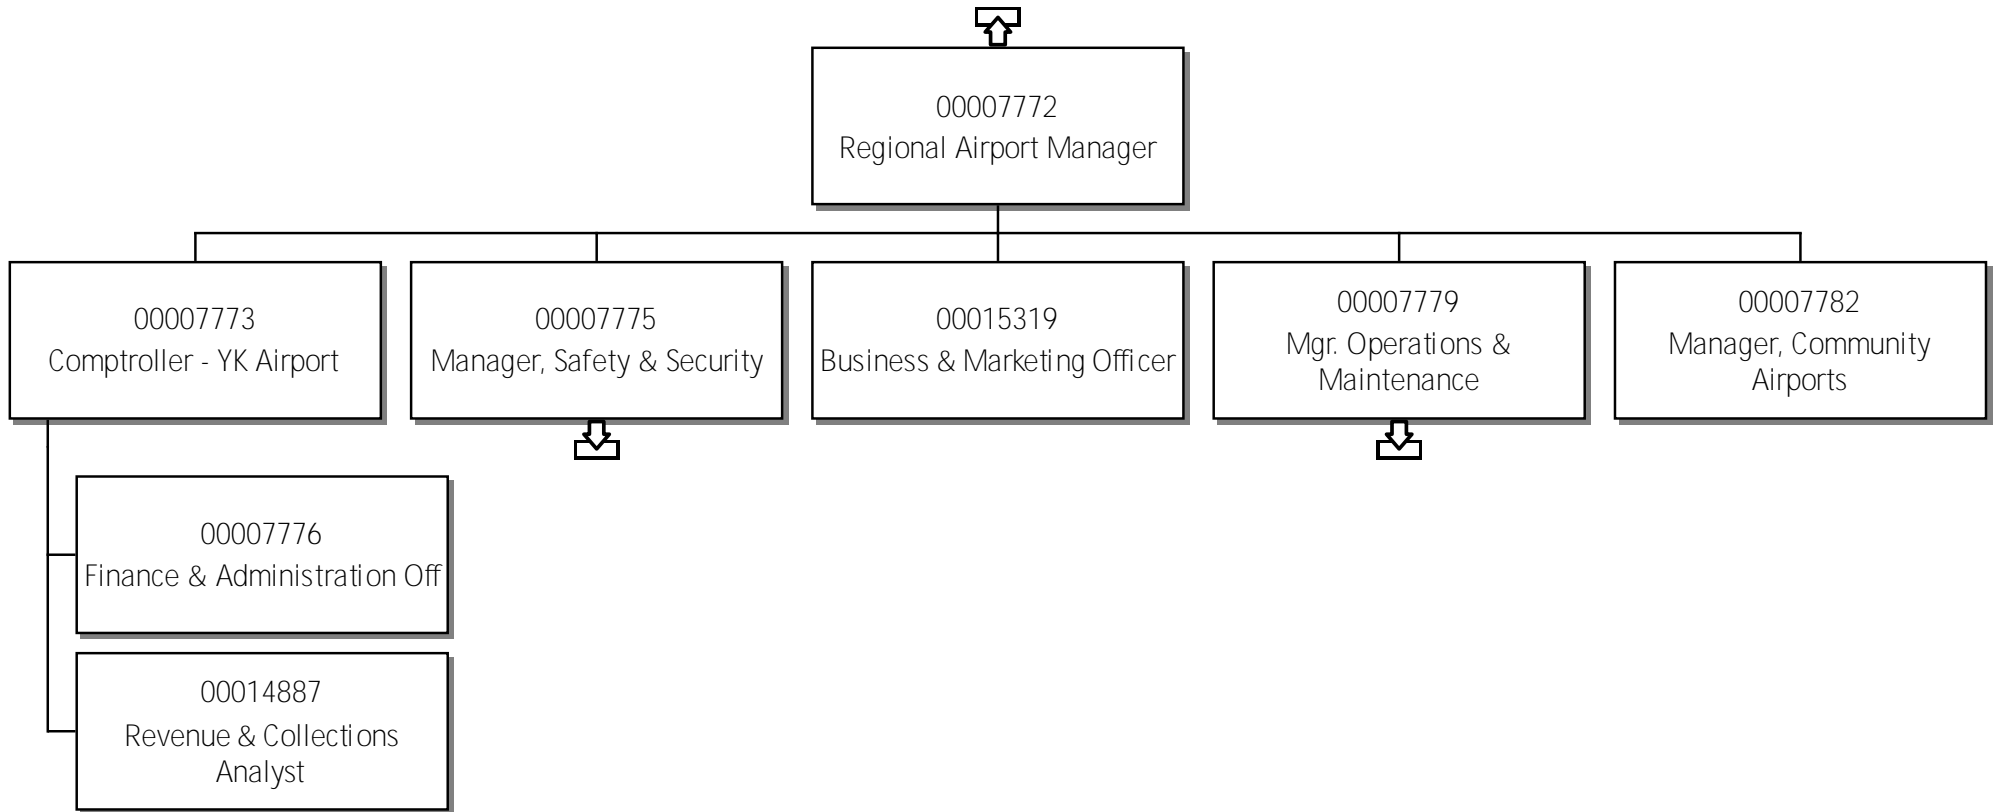 00007772
Regional Airport Manager
00007773
Comptroller - YK Airport
00007775
Manager, Safety & Security
00015319
Business & Marketing Officer
00007779
Mgr. Operations &
Maintenance
00007782
Manager, Community
Airports
00007776
Finance & Administration Off
00014887
Revenue & Collections
Analyst